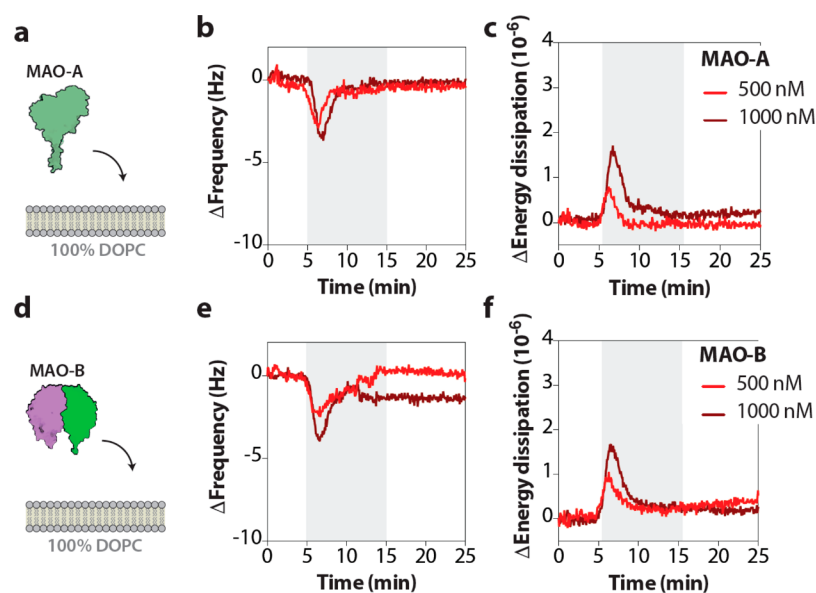 a
MAO-A
100% DOPC
b
ΔFrequency (Hz)
0
-5
-10
0 5 10 15 20 25
Time (min)
c
ΔEnergy dissipation (10-6)
4
3
2
1
0
0 5 10 15 20 25
Time (min)
MAO-A
500 nM
1000 nM
d
MAO-B
100% DOPC
e
ΔFrequency (Hz)
0
-5
-10
0 5 10 15 20 25
Time (min)
f
ΔEnergy dissipation (10-6)
4
3
2
1
0
0 5 10 15 20 25
Time (min)
MAO-B
500 nM
1000 nM